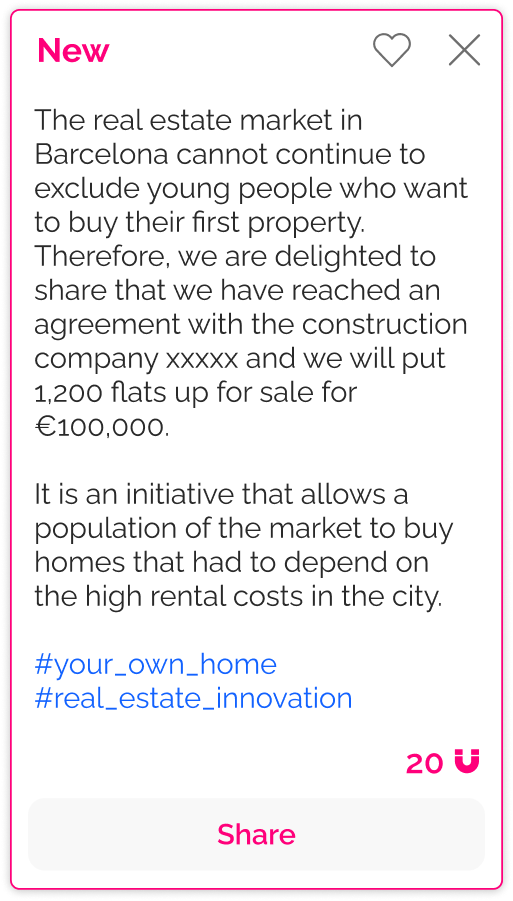 New
The real estate market in
Barcelona cannot continue to
exclude young people who want
to buy their first property.
Therefore, we are delighted to
share that we have reached an
agreement with the construction
company xxxxx and we will put
1,200 flats up for sale for
€100,000.
It is an initiative that allows a
population of the market to buy
homes that had to depend on
the high rental costs in the city.
#your_own_home
#real_estate_innovation
20
Share